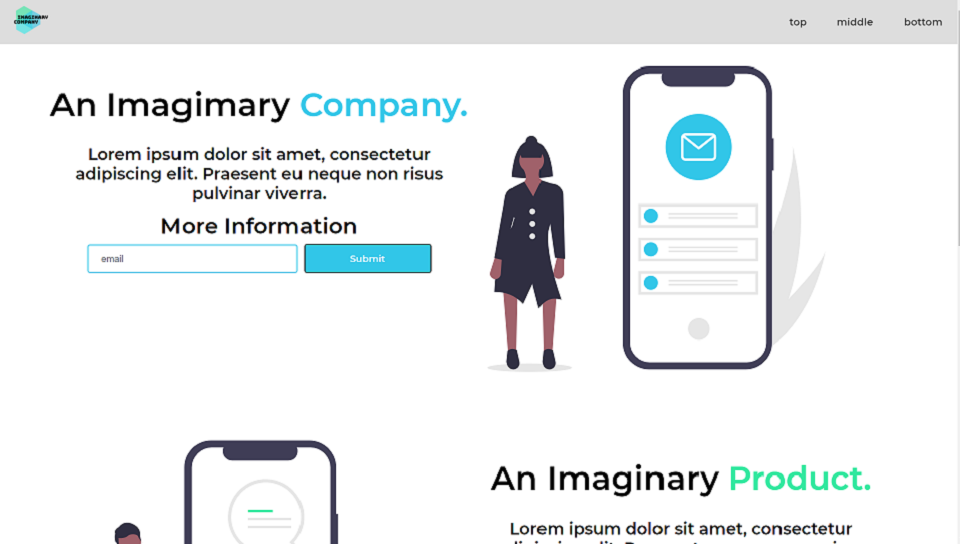 IMAGINARY
COMPANY
top middle bottom
An Imagimary Company.
Lorem ipsum dolor sit amet, consectetur
adipiscing elit. Praesent eu neque non risus
pulvinar viverra.
More Information
email Submit
An Imaginary Product.
Lorem ipsum dolor sit amet, consectetur